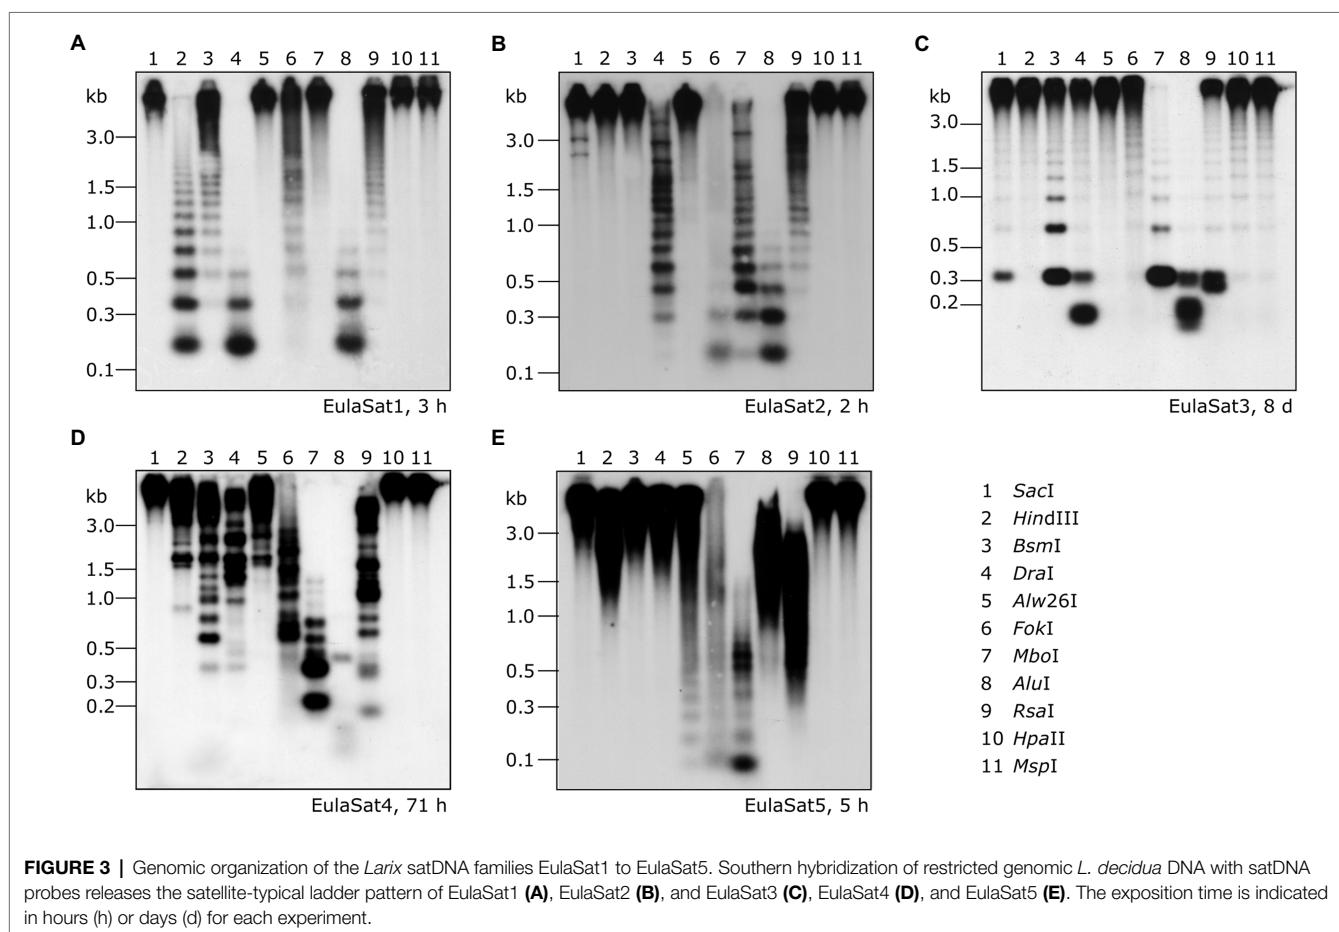 A
1 2 3 4 5 6 7 8 9 10 11
kb
3.0
1.5
1.0
0.5
0.3
0.1
EulaSat1, 3 h
B
1 2 3 4 5 6 7 8 9 10 11
kb
3.0
1.5
1.0
0.5
0.3
0.1
EulaSat2, 2 h
C
1 2 3 4 5 6 7 8 9 10 11
kb
3.0
1.5
1.0
0.5
0.3
0.2
EulaSat3, 8 d
D
1 2 3 4 5 6 7 8 9 10 11
kb
3.0
1.5
1.0
0.5
0.3
0.2
EulaSat4, 71 h
E
1 2 3 4 5 6 7 8 9 10 11
kb
3.0
1.5
1.0
0.5
0.3
0.1
EulaSat5, 5 h
1 SacI
2 HindIII
3 BsmI
4 DraI
5 Alw26I
6 FokI
7 MboI
8 AluI
9 RsaI
10 HpaII
11 MspI
FIGURE 3 | Genomic organization of the Larix satDNA families EulaSat1 to EulaSat5. Southern hybridization of restricted genomic L. decidua DNA with satDNA
probes releases the satellite-typical ladder pattern of EulaSat1 (A), EulaSat2 (B), and EulaSat3 (C), EulaSat4 (D), and EulaSat5 (E). The exposition time is indicated
in hours (h) or days (d) for each experiment.